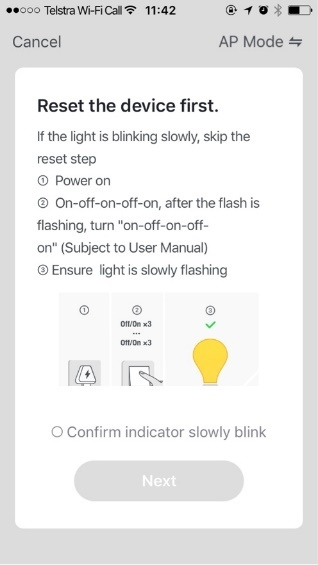 Telstra Wi-Fi Call 11:42
Cancel AP Mode
Reset the device first.
If the light is blinking slowly, skip the
reset step
① Power on
② On-off-on-off-on, after the flash is
flashing, turn "on-off-on-off-
on" (Subject to User Manual)
③ Ensure light is slowly flashing
① ② ③
Off/On x3
...
Off/On x3
Confirm indicator slowly blink
Next